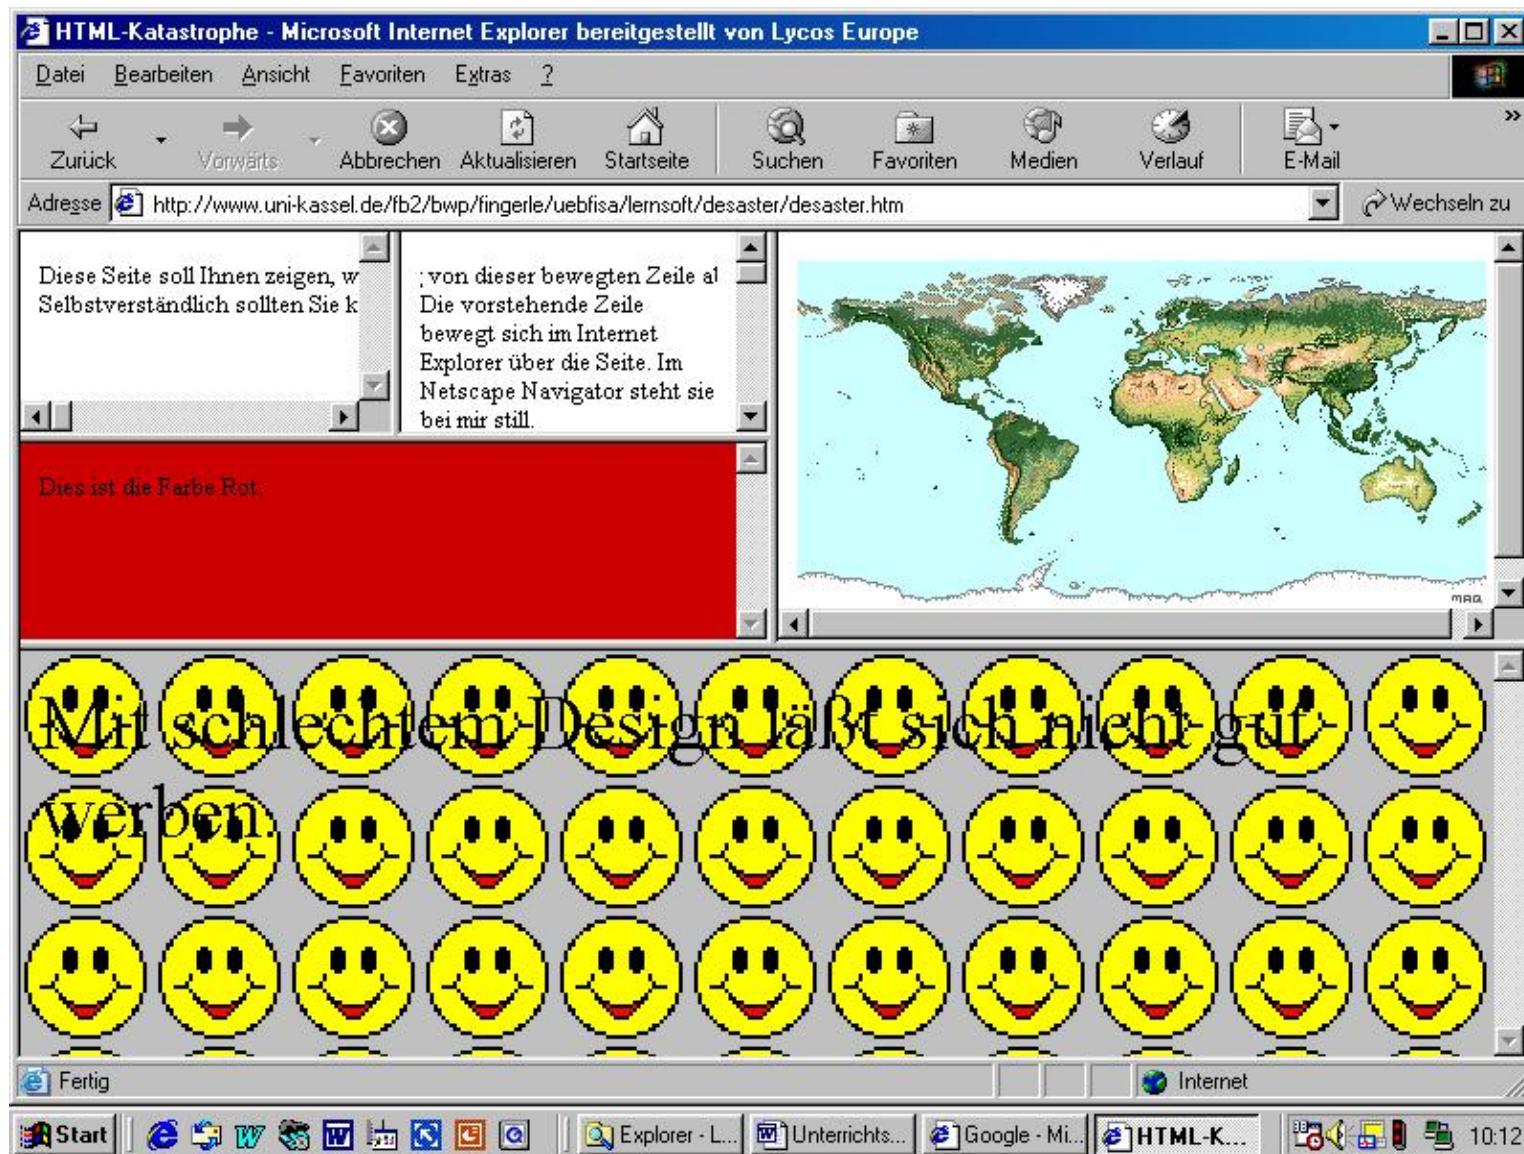 HTML-Katastrophe - Microsoft Internet Explorer bereitgestellt von Lycos Europe
Datei Bearbeiten Ansicht Favoriten Extras ?
Zurück Vorwärts Abbrechen Aktualisieren Startseite Suchen Favoriten Medien Verlauf E-Mail »
Adresse http://www.uni-kassel.de/fb2/bwp/fingerle/uebfisa/lernsoft/desaster/desaster.htm Wechseln zu
Diese Seite soll Ihnen zeigen, w
Selbstverständlich sollten Sie k
von dieser bewegten Zeile al
Die vorstehende Zeile
bewegt sich im Internet
Explorer über die Seite. Im
Netscape Navigator steht sie
bei mir still.
MAQ
Dies ist die Farbe Rot.
Mit schlechtem Design läßt sich nicht gut
werben.
Fertig Internet
Start Explorer - L... Unterrichts... Google - Mi... HTML-K... 10:12